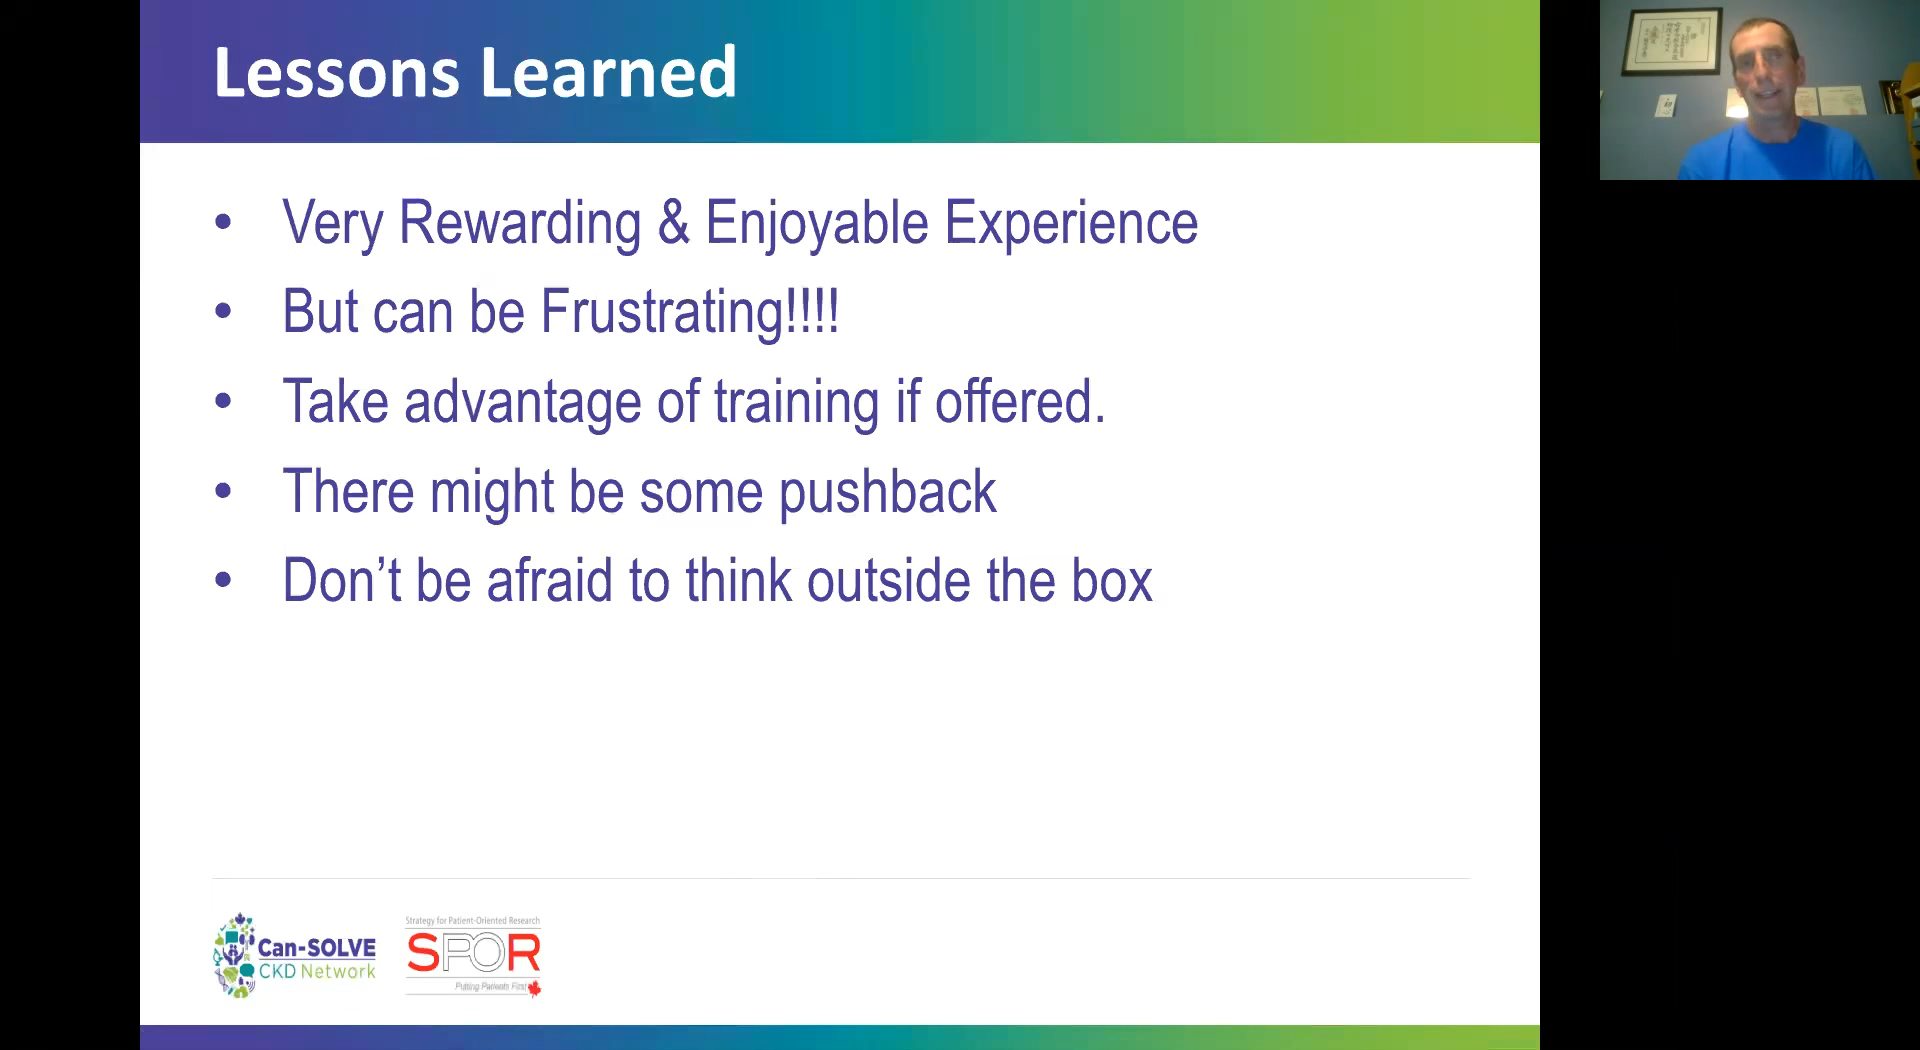 Lessons Learned
• Very Rewarding & Enjoyable Experience
• But can be Frustrating!!!!
• Take advantage of training if offered.
• There might be some pushback
• Don’t be afraid to think outside the box
Can-SOLVE
CKD Network
Strategy for Patient-Oriented Research
SPOR
Putting Patients First